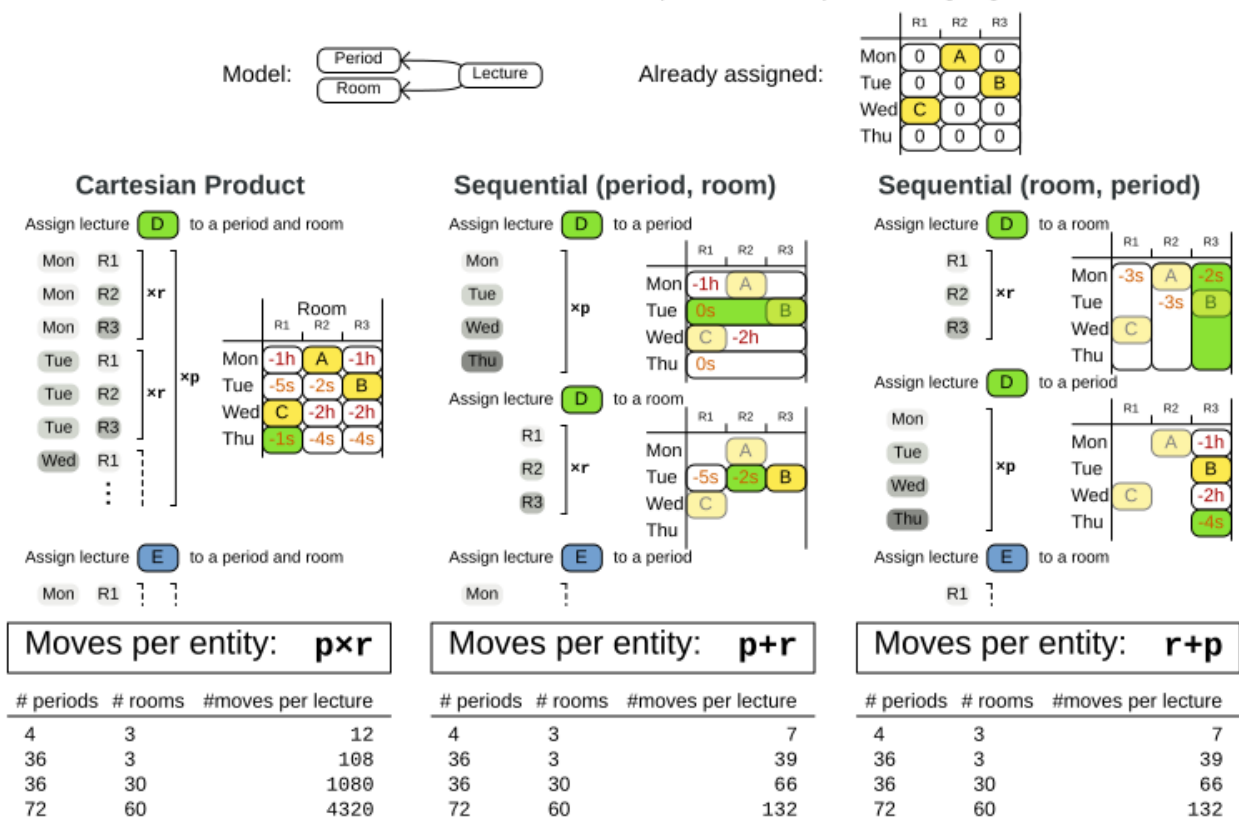 Model:
Period
Room
Lecture
Already assigned:
R1 R2 R3
Mon 0 A 0
Tue 0 0 B
Wed C 0 0
Thu 0 0 0
Cartesian Product
Assign lecture D to a period and room
Mon R1
Mon R2 ×r
Mon R3
Tue R1
Tue R2 ×r ×p
Tue R3
Wed R1
⋮
Room
R1 R2 R3
Mon -1h A -1h
Tue -5s -2s B
Wed C -2h -2h
Thu -1s -4s -4s
Assign lecture E to a period and room
Mon R1
Moves per entity: p×r
# periods # rooms #moves per lecture
4 3 12
36 3 108
36 30 1080
72 60 4320
Sequential (period, room)
Assign lecture D to a period
Mon
Tue
Wed
Thu
×p
R1 R2 R3
Mon -1h A
Tue 0s B
Wed C -2h
Thu 0s
Assign lecture D to a room
R1
R2 ×r
R3
R1 R2 R3
Mon A
Tue -5s -2s B
Wed C
Thu
Assign lecture E to a period
Mon
Moves per entity: p+r
# periods # rooms #moves per lecture
4 3 7
36 3 39
36 30 66
72 60 132
Sequential (room, period)
Assign lecture D to a room
R1
R2 ×r
R3
R1 R2 R3
Mon -3s A -2s
Tue -3s B
Wed C
Thu
Assign lecture D to a period
Mon
Tue
Wed
Thu
×p
R1 R2 R3
Mon A -1h
Tue B
Wed C -2h
Thu -4s
Assign lecture E to a room
R1
Moves per entity: r+p
# periods # rooms #moves per lecture
4 3 7
36 3 39
36 30 66
72 60 132